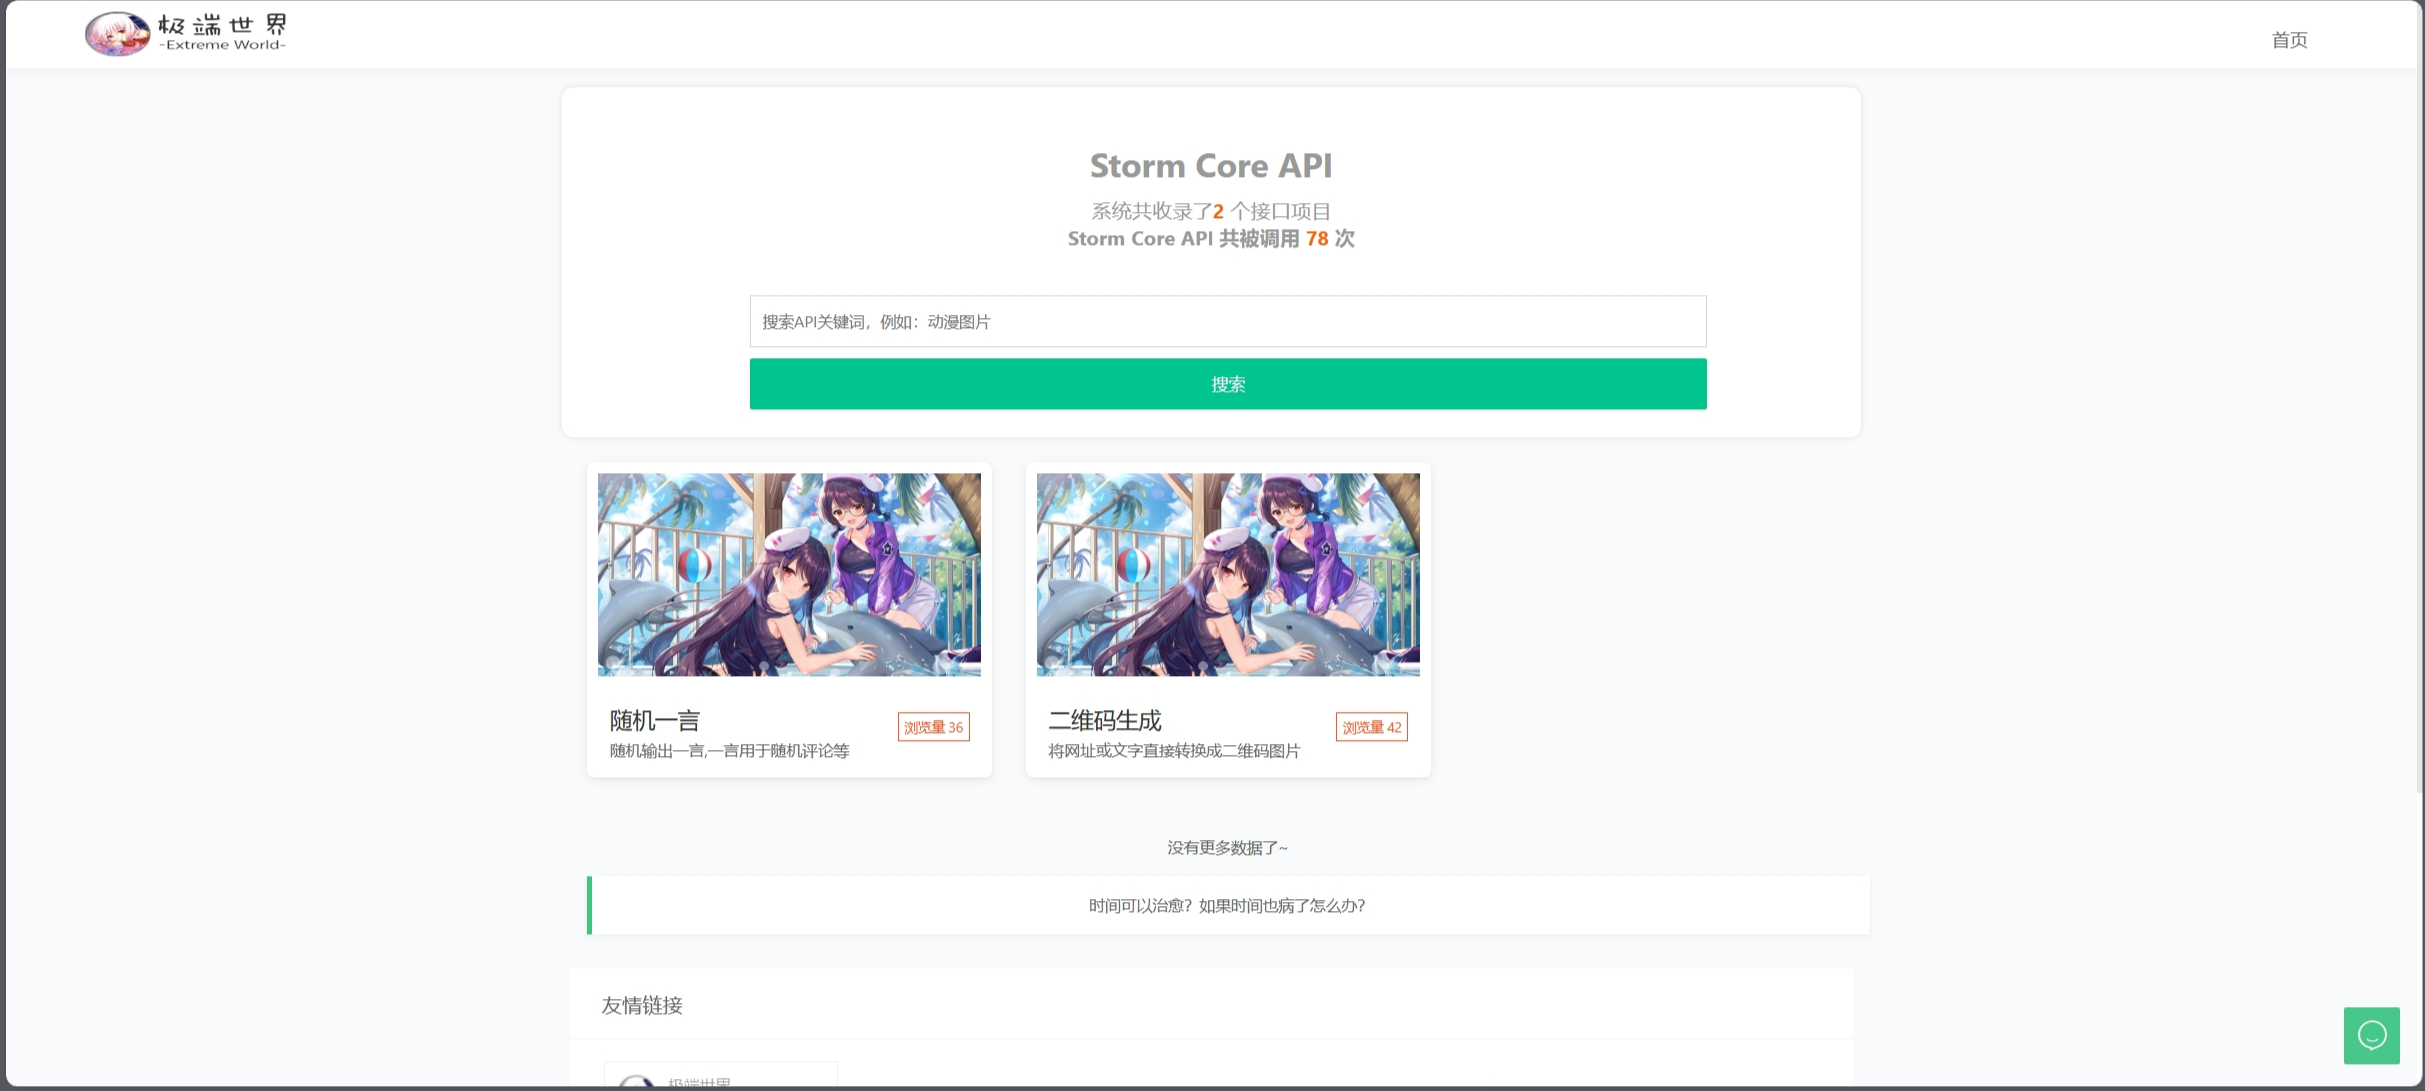 极端世界
-Extreme World-
首页
Storm Core API
系统共收录了2 个接口项目
Storm Core API 共被调用 78 次
搜索API关键词，例如：动漫图片
搜索
随机一言
浏览量 36
随机输出一言,一言用于随机评论等
二维码生成
浏览量 42
将网址或文字直接转换成二维码图片
没有更多数据了~
时间可以治愈？如果时间也病了怎么办？
友情链接
极端世界